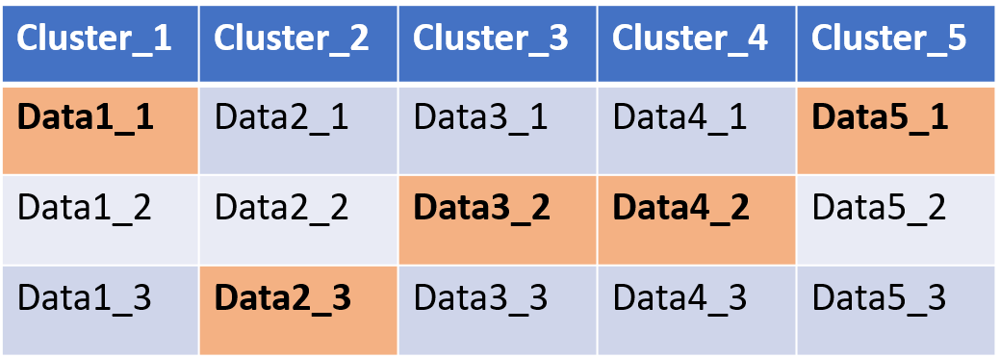 Cluster_1 Cluster_2 Cluster_3 Cluster_4 Cluster_5
Data1_1 Data2_1 Data3_1 Data4_1 Data5_1
Data1_2 Data2_2 Data3_2 Data4_2 Data5_2
Data1_3 Data2_3 Data3_3 Data4_3 Data5_3